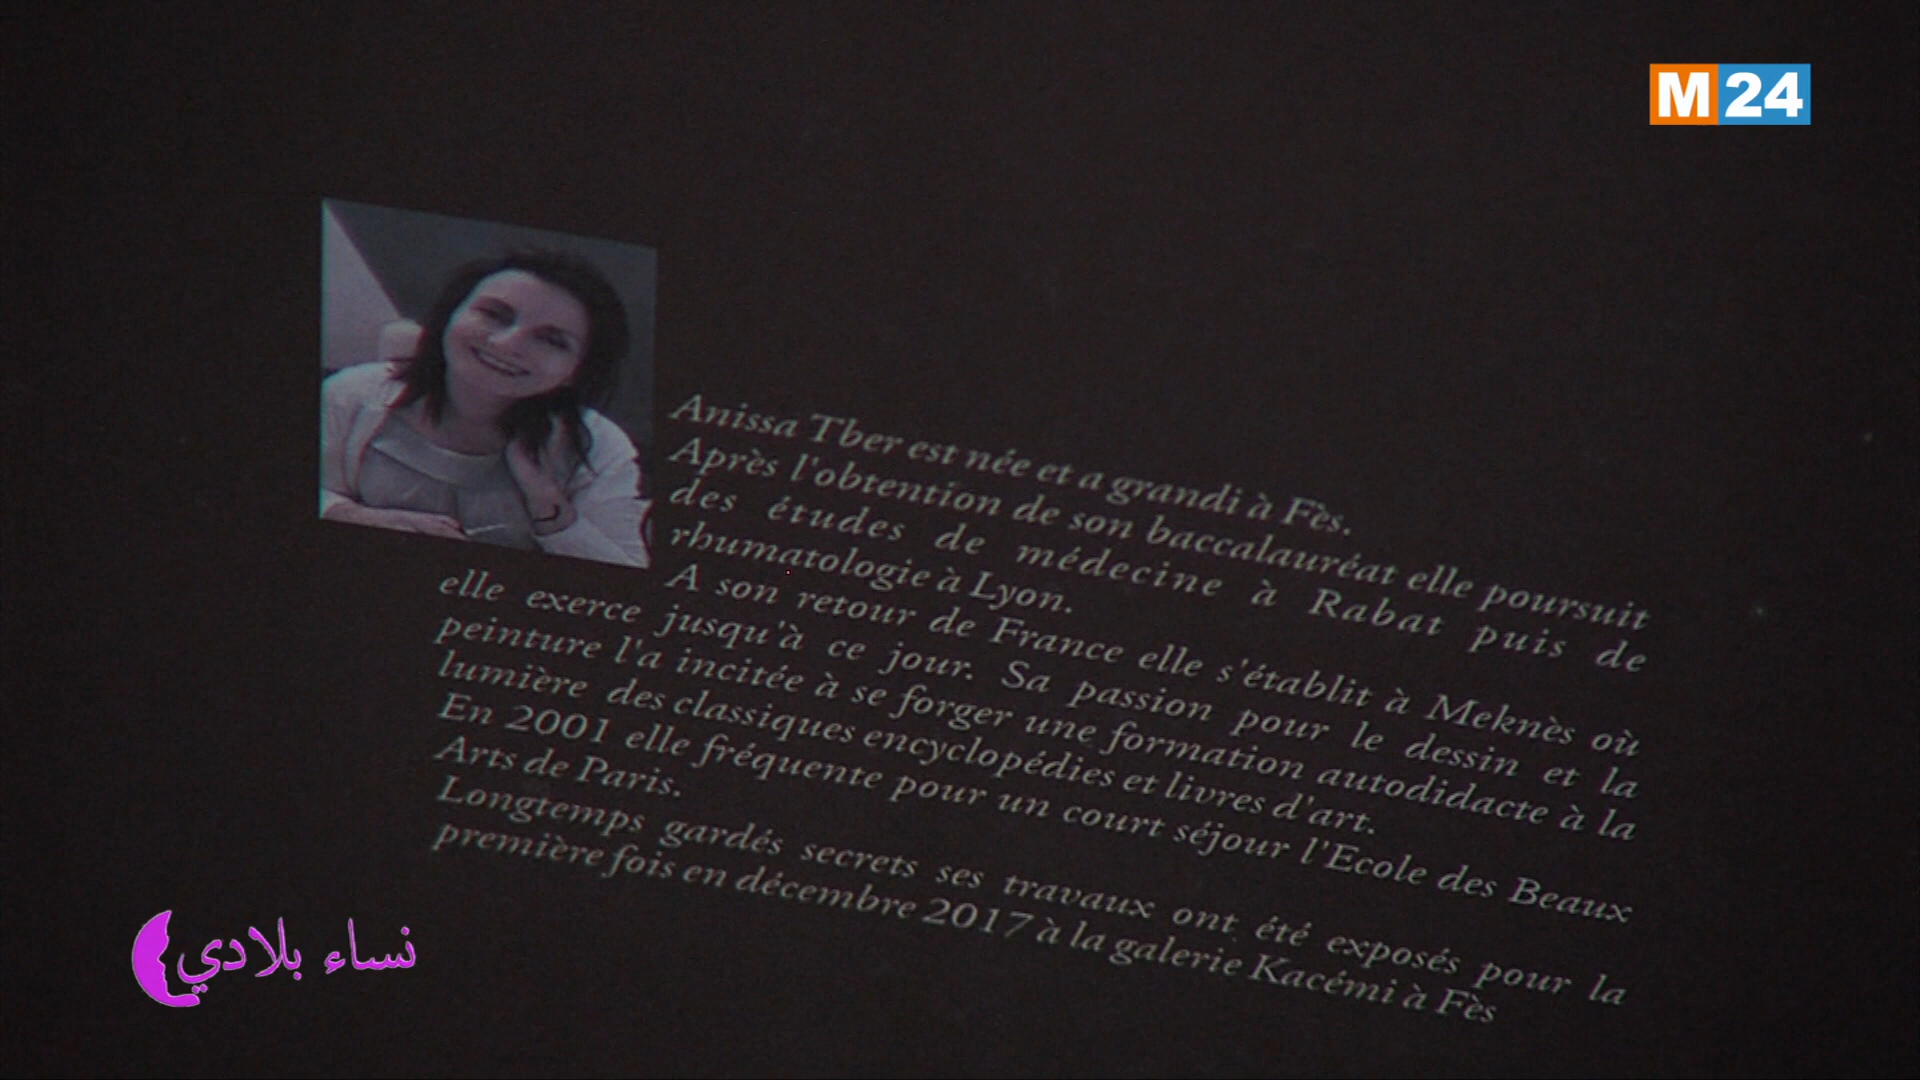 M24
Anissa Tber est née et a grandi à Fès.
Après l'obtention de son baccalauréat elle poursuit
des études de médecine à Rabat puis de
rhumatologie à Lyon.
A son retour de France elle s'établit à Meknès où
elle exerce jusqu'à ce jour. Sa passion pour le dessin et la
peinture l'a incitée à se forger une formation autodidacte à la
lumière des classiques encyclopédies et livres d'art.
En 2001 elle fréquente pour un court séjour l'Ecole des Beaux
Arts de Paris.
Longtemps gardés secrets ses travaux ont été exposés pour la
première fois en décembre 2017 à la galerie Kacémi à Fès
نساء بلادي